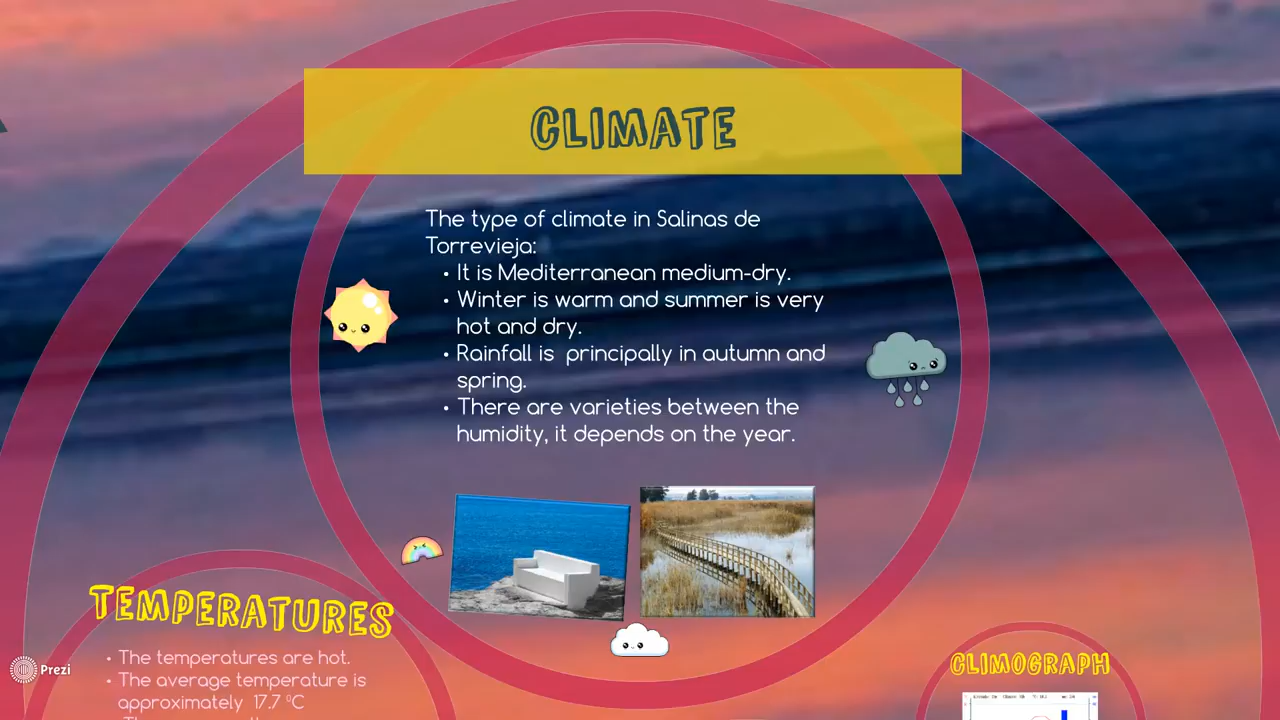 CLIMATE
The type of climate in Salinas de
Torrevieja:
• It is Mediterranean medium-dry.
• Winter is warm and summer is very
hot and dry.
• Rainfall is  principally in autumn and
spring.
• There are varieties between the
humidity, it depends on the year.
TEMPERATURES
• The temperatures are hot.
• The average temperature is
approximately  17.7 ºC
CLIMOGRAPH
Prezi